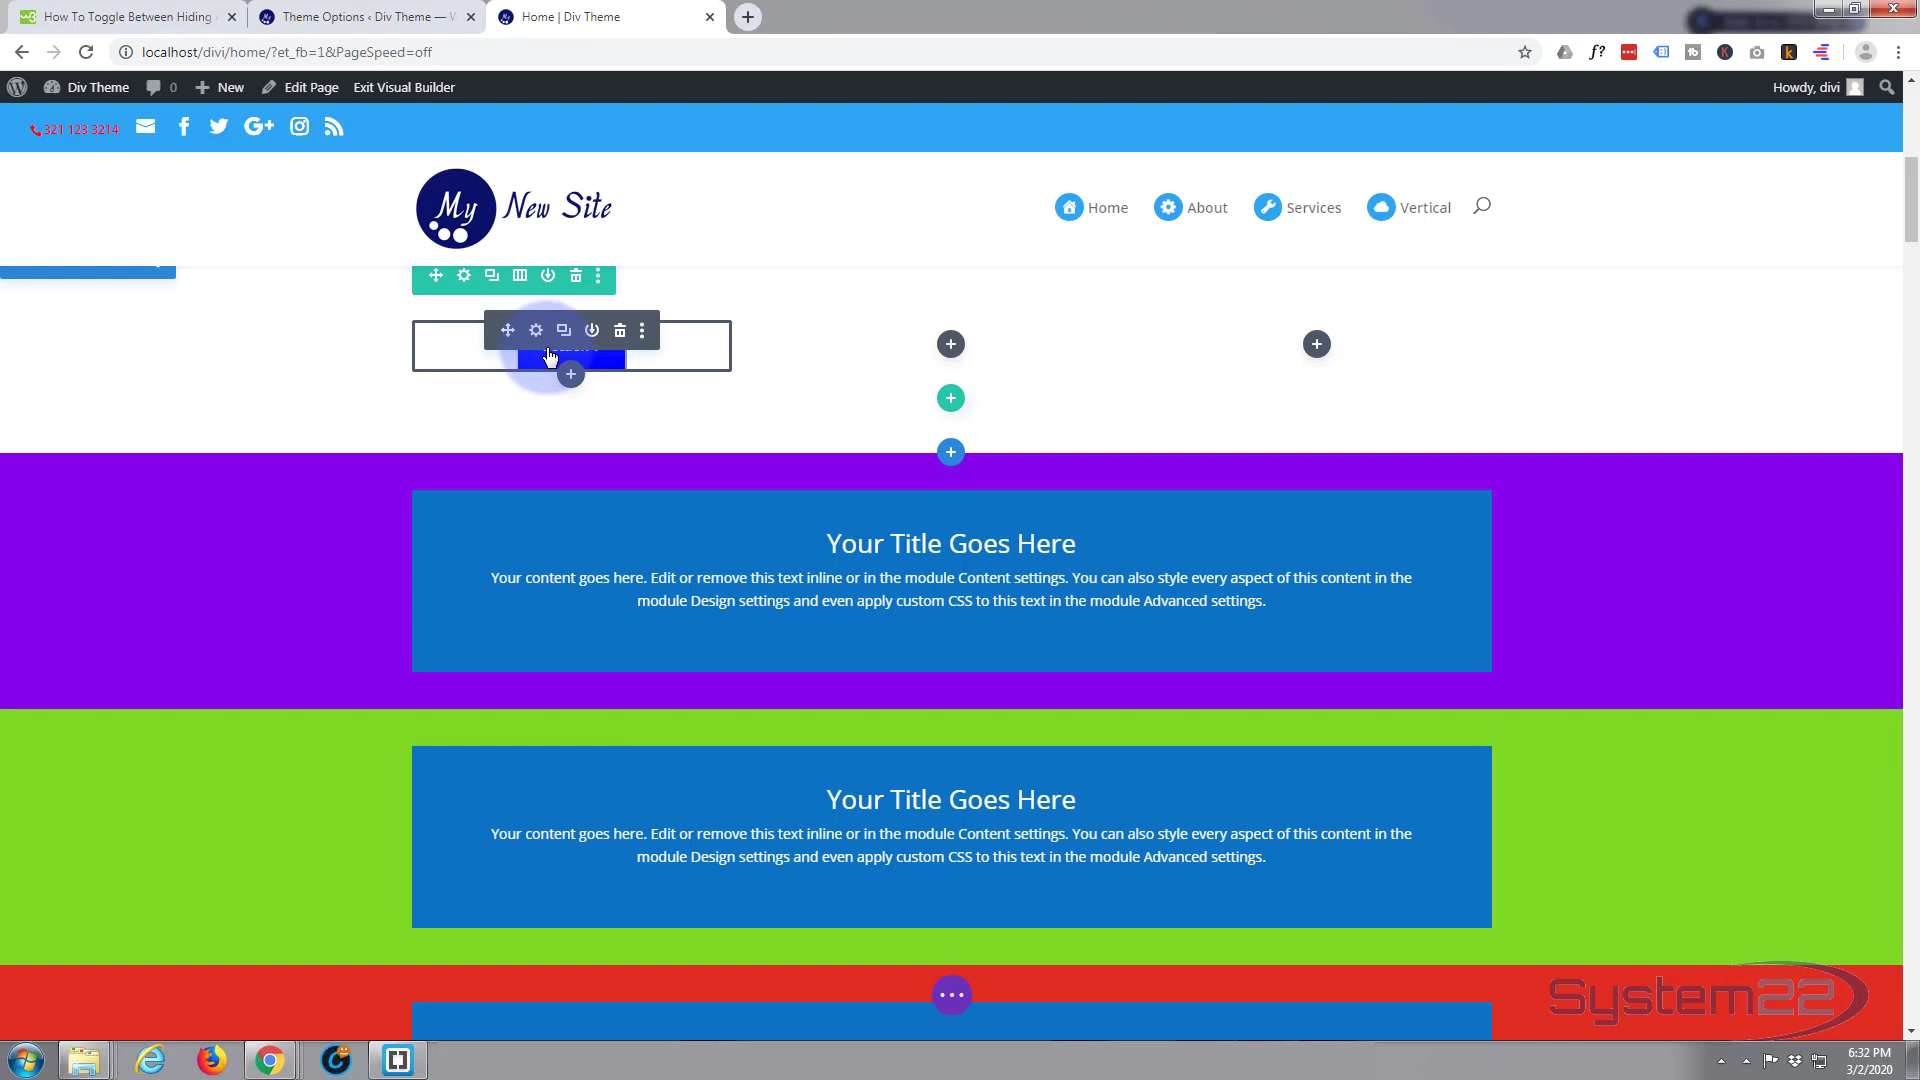 How To Toggle Between Hiding
Theme Options ‹ Div Theme — W
Home | Div Theme
localhost/divi/home/?et_fb=1&PageSpeed=off
Div Theme
0
New
Edit Page
Exit Visual Builder
Howdy, divi
321 123 3214
My New Site
Home
About
Services
Vertical
Your Title Goes Here
Your content goes here. Edit or remove this text inline or in the module Content settings. You can also style every aspect of this content in the
module Design settings and even apply custom CSS to this text in the module Advanced settings.
Your Title Goes Here
Your content goes here. Edit or remove this text inline or in the module Content settings. You can also style every aspect of this content in the
module Design settings and even apply custom CSS to this text in the module Advanced settings.
System22
6:32 PM
3/2/2020